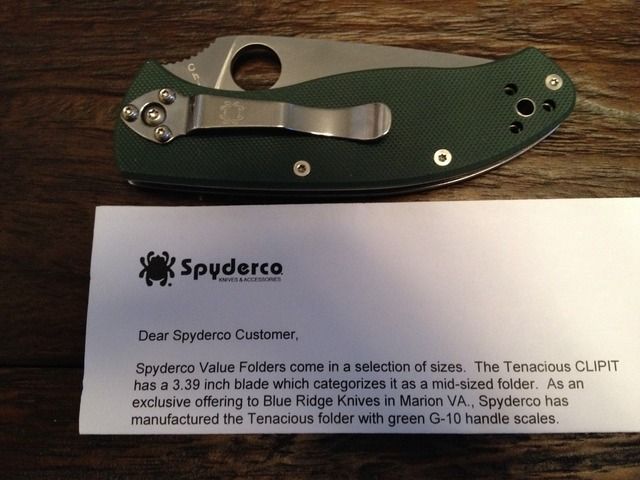 Spyderco
KNIVES & ACCESSORIES
Dear Spyderco Customer,
Spyderco Value Folders come in a selection of sizes.  The Tenacious CLIPIT
has a 3.39 inch blade which categorizes it as a mid-sized folder.  As an
exclusive offering to Blue Ridge Knives in Marion VA., Spyderco has
manufactured the Tenacious folder with green G-10 handle scales.